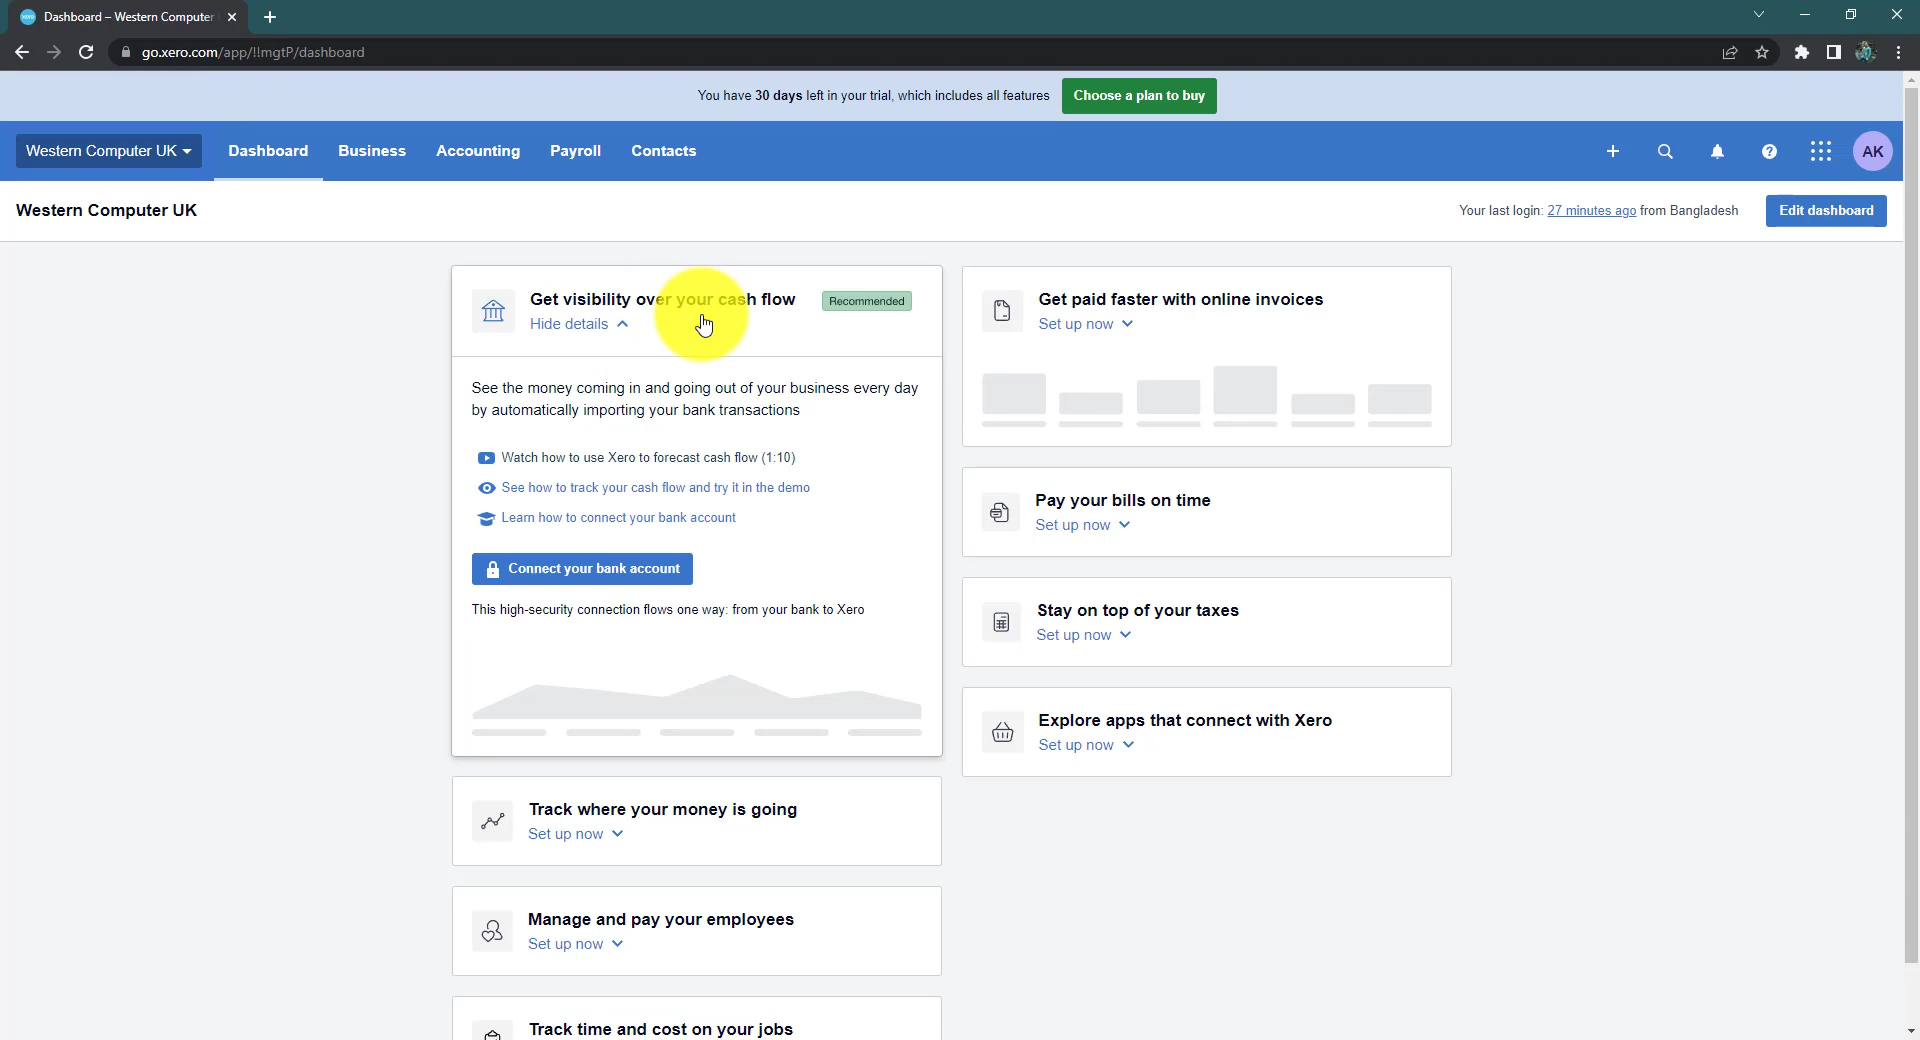 Dashboard – Western Computer
go.xero.com/app/!!mgtP/dashboard
You have 30 days left in your trial, which includes all features
Choose a plan to buy
Western Computer UK
Dashboard
Business
Accounting
Payroll
Contacts
AK
Western Computer UK
Your last login: 27 minutes ago from Bangladesh
Edit dashboard
Get visibility over your cash flow
Recommended
Hide details
See the money coming in and going out of your business every day
by automatically importing your bank transactions
Watch how to use Xero to forecast cash flow (1:10)
See how to track your cash flow and try it in the demo
Learn how to connect your bank account
Connect your bank account
This high-security connection flows one way: from your bank to Xero
Track where your money is going
Set up now
Manage and pay your employees
Set up now
Track time and cost on your jobs
Get paid faster with online invoices
Set up now
Pay your bills on time
Set up now
Stay on top of your taxes
Set up now
Explore apps that connect with Xero
Set up now